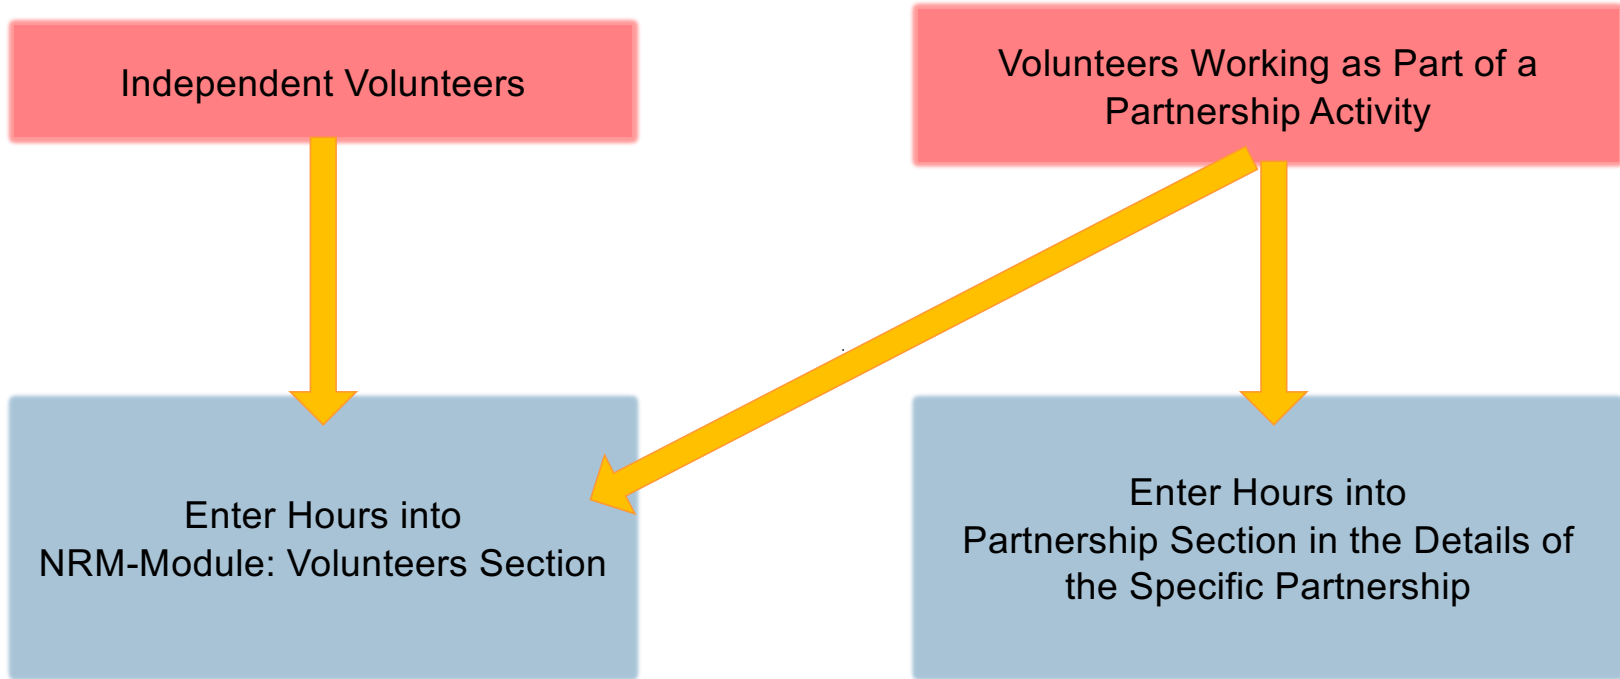 Independent Volunteers
Volunteers Working as Part of a
Partnership Activity
Enter Hours into
NRM-Module: Volunteers Section
Enter Hours into
Partnership Section in the Details of
the Specific Partnership